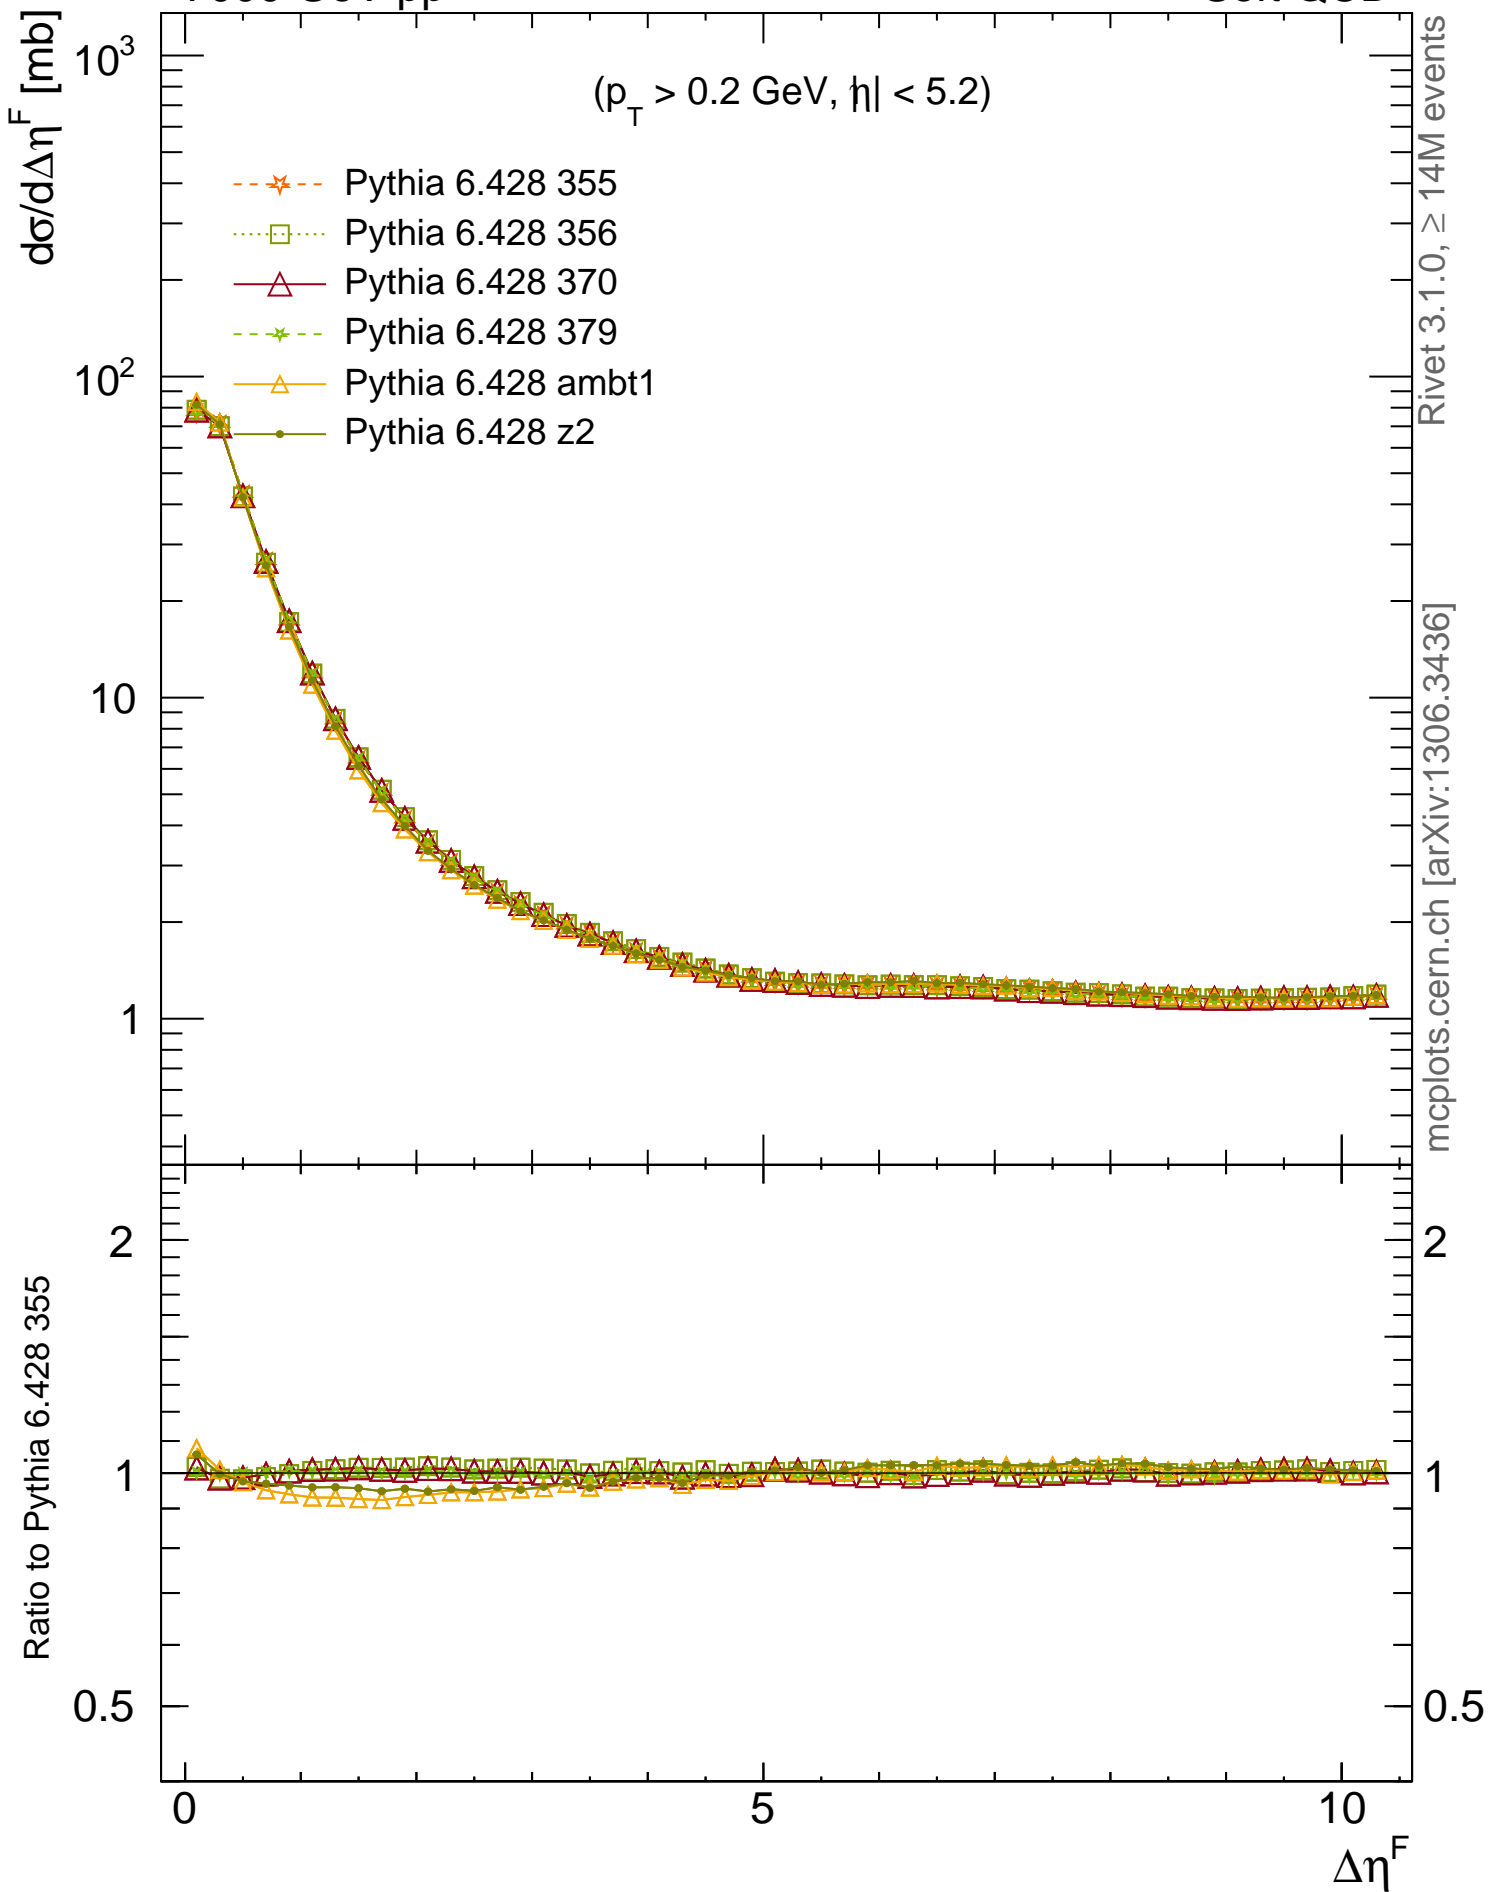 dσ/dΔη^F [mb]
(p_T > 0.2 GeV, |η| < 5.2)
Pythia 6.428 355
Pythia 6.428 356
Pythia 6.428 370
Pythia 6.428 379
Pythia 6.428 ambt1
Pythia 6.428 z2
10^3
10^2
10
1
Rivet 3.1.0, ≥ 14M events
mcplots.cern.ch [arXiv:1306.3436]
Ratio to Pythia 6.428 355
2
1
0.5
2
1
0.5
0
5
10
Δη^F